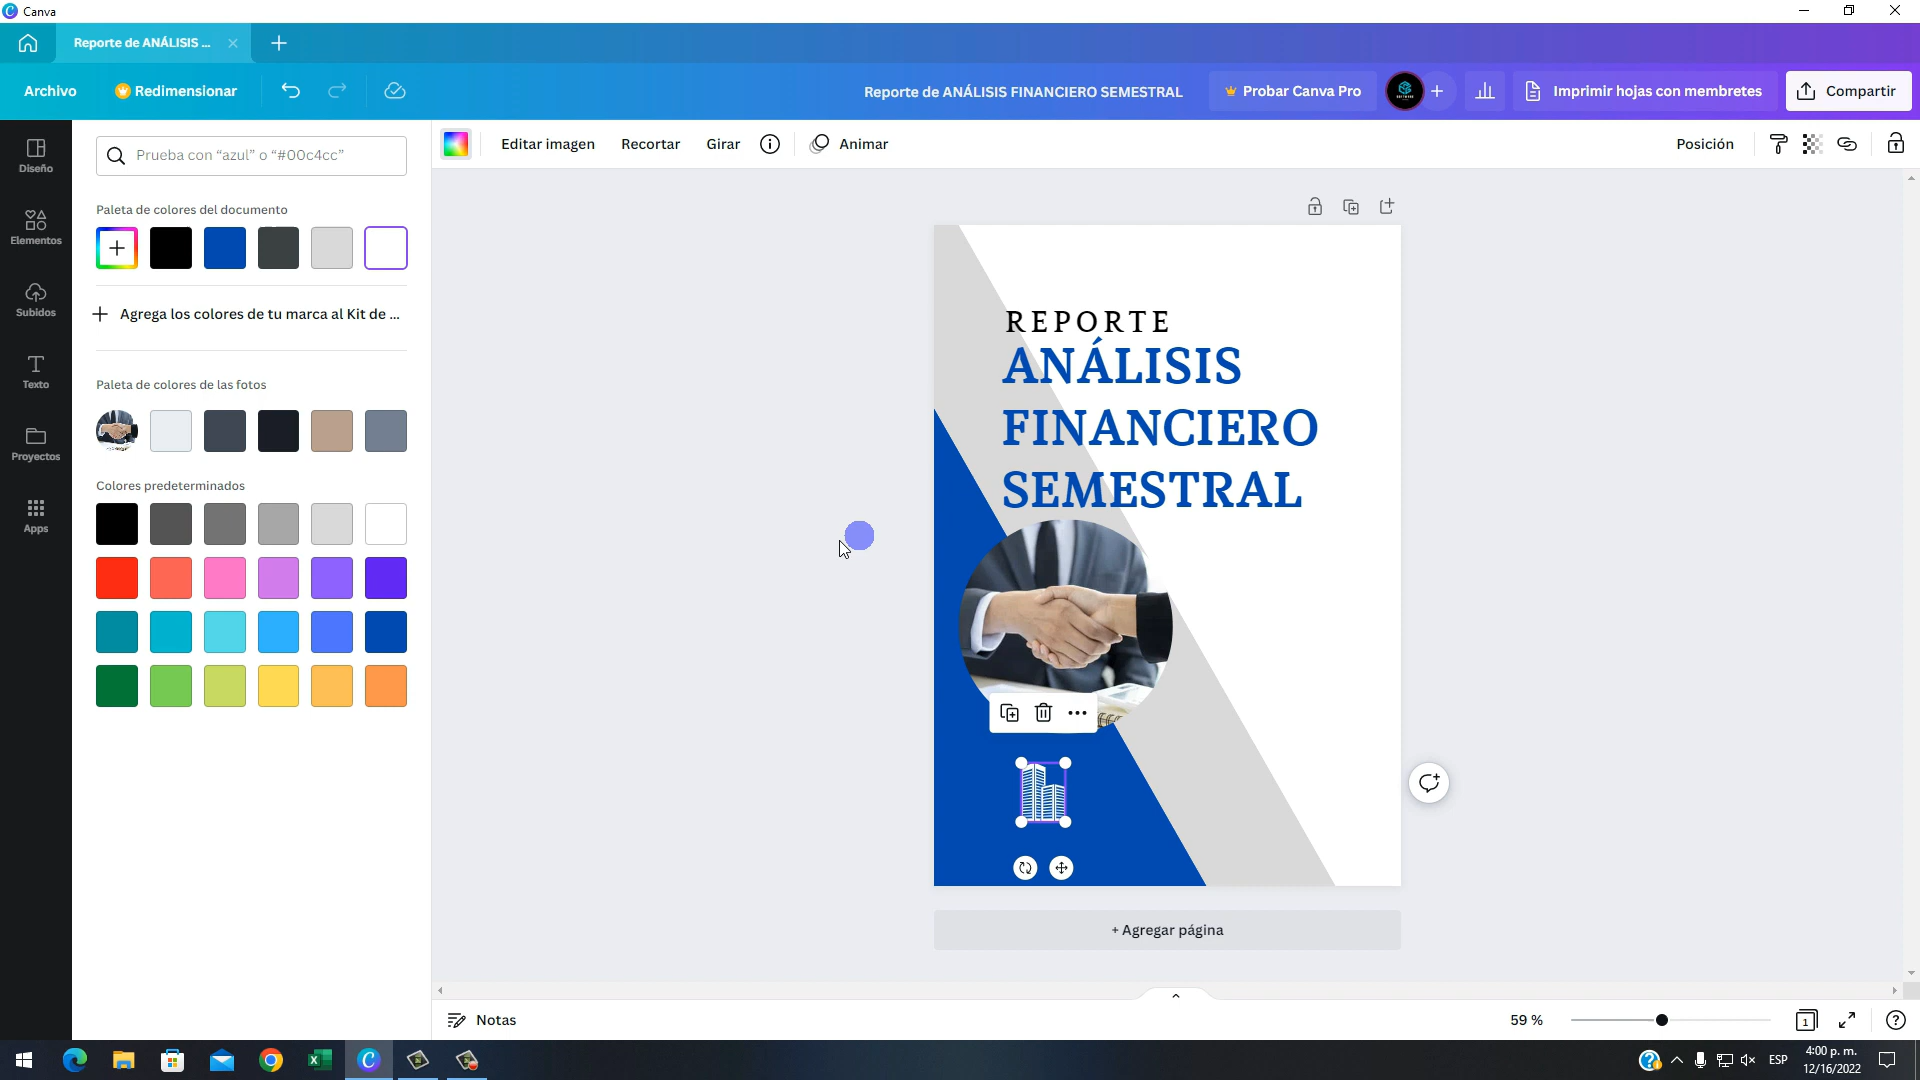 Canva
Reporte de ANÁLISIS ...
Archivo
Redimensionar
Reporte de ANÁLISIS FINANCIERO SEMESTRAL
Probar Canva Pro
Imprimir hojas con membretes
Compartir
Diseño
Elementos
Subidos
Texto
Proyectos
Apps
Prueba con "azul" o "#00c4cc"
Paleta de colores del documento
Agrega los colores de tu marca al Kit de ...
Paleta de colores de las fotos
Colores predeterminados
Editar imagen
Recortar
Girar
Animar
Posición
REPORTE
ANÁLISIS
FINANCIERO
SEMESTRAL
+ Agregar página
Notas
59 %
1
ESP
4:00 p. m.
12/16/2022